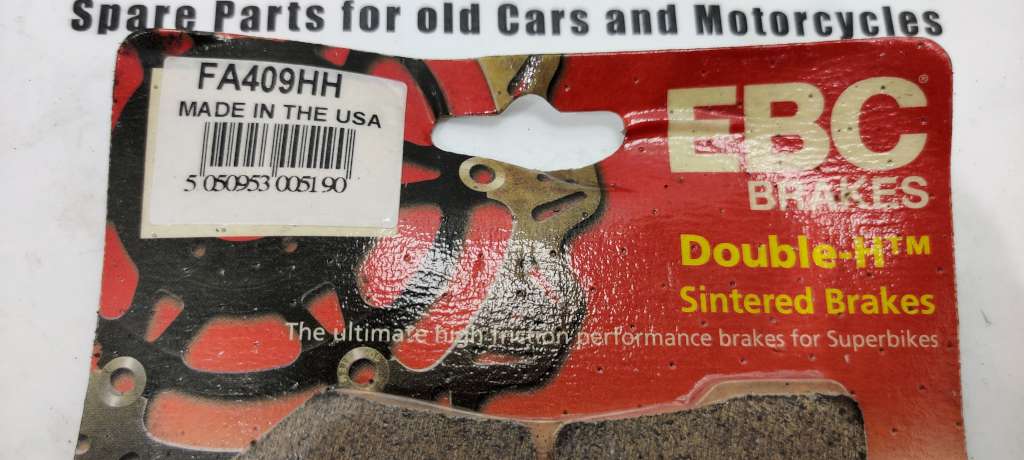 Spare Parts for old Cars and Motorcycles
FA409HH
MADE IN THE USA
5 050953 005190
EBC®
BRAKES
Double-H™
Sintered Brakes
The ultimate high-friction performance brakes for Superbikes